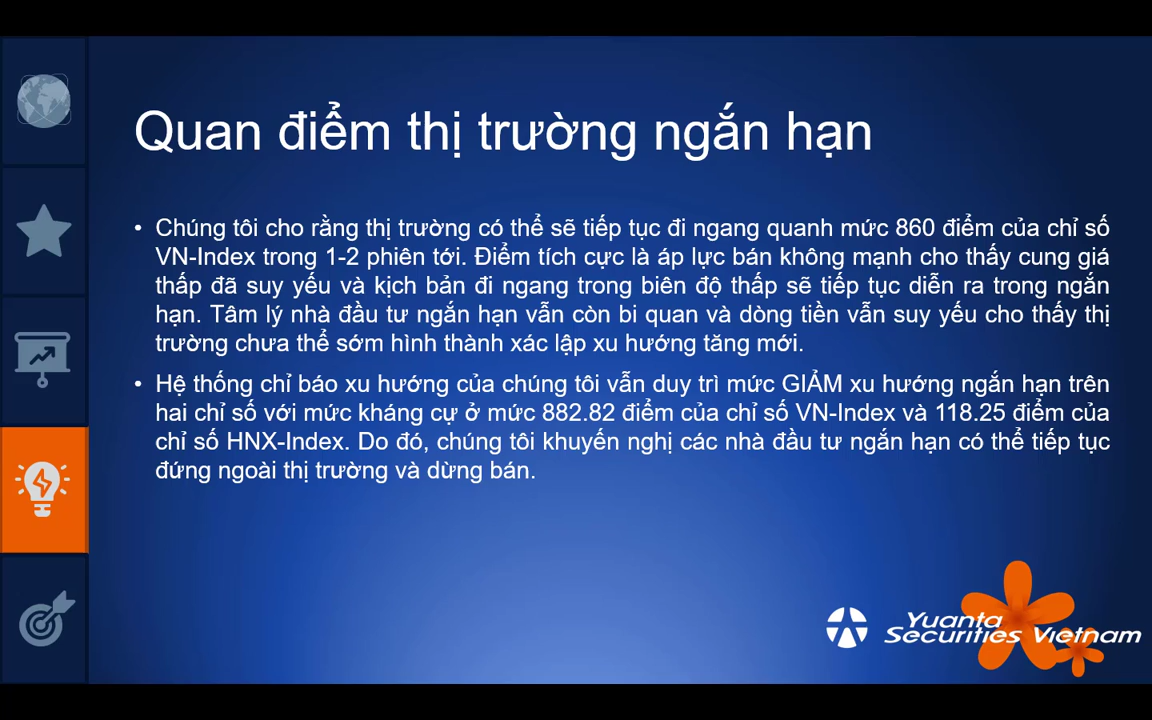 Quan điểm thị trường ngắn hạn
• Chúng tôi cho rằng thị trường có thể sẽ tiếp tục đi ngang quanh mức 860 điểm của chỉ số
VN-Index trong 1-2 phiên tới. Điểm tích cực là áp lực bán không mạnh cho thấy cung giá
thấp đã suy yếu và kịch bản đi ngang trong biên độ thấp sẽ tiếp tục diễn ra trong ngắn
hạn. Tâm lý nhà đầu tư ngắn hạn vẫn còn bi quan và dòng tiền vẫn suy yếu cho thấy thị
trường chưa thể sớm hình thành xác lập xu hướng tăng mới.
• Hệ thống chỉ báo xu hướng của chúng tôi vẫn duy trì mức GIẢM xu hướng ngắn hạn trên
hai chỉ số với mức kháng cự ở mức 882.82 điểm của chỉ số VN-Index và 118.25 điểm của
chỉ số HNX-Index. Do đó, chúng tôi khuyến nghị các nhà đầu tư ngắn hạn có thể tiếp tục
đứng ngoài thị trường và dừng bán.
Yuanta
Securities Vietnam